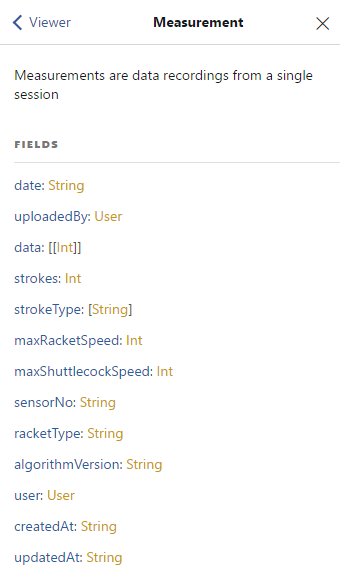 Viewer Measurement
Measurements are data recordings from a single
session
FIELDS
date: String
uploadedBy: User
data: [[Int]]
strokes: Int
strokeType: [String]
maxRacketSpeed: Int
maxShuttlecockSpeed: Int
sensorNo: String
racketType: String
algorithmVersion: String
user: User
createdAt: String
updatedAt: String